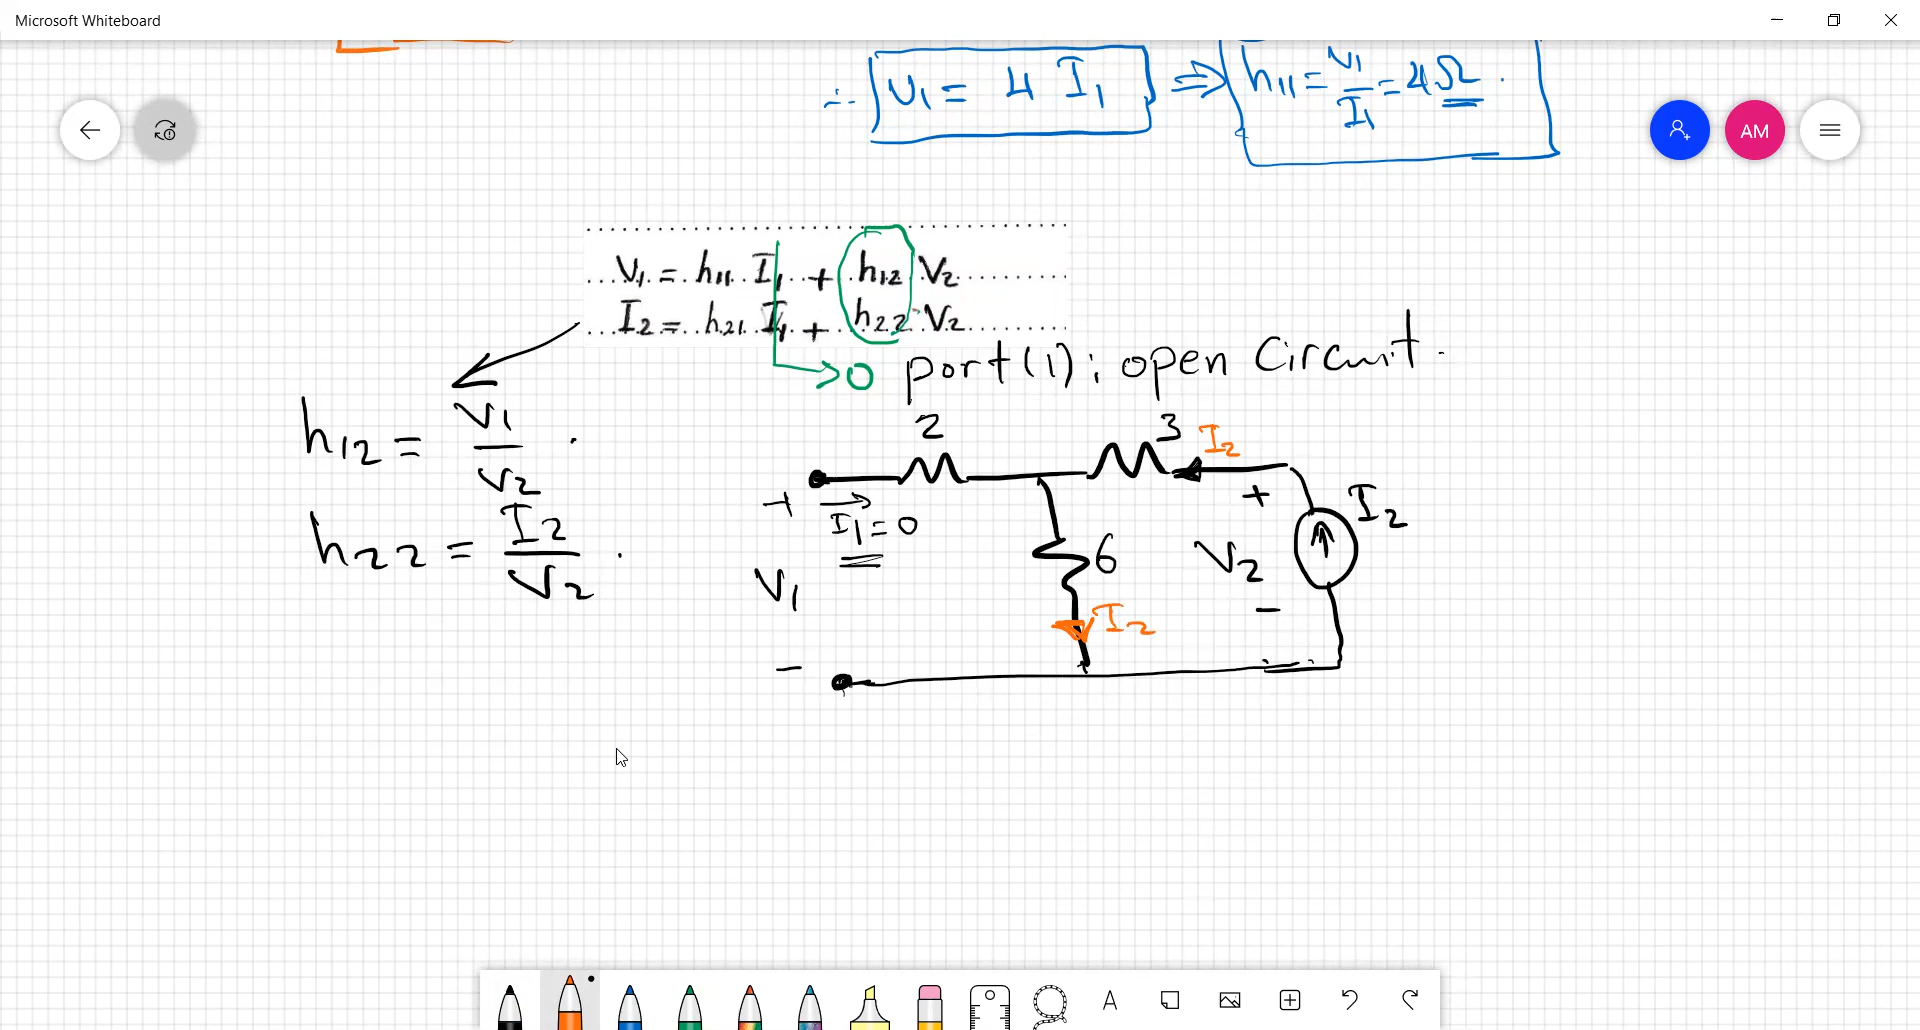 Microsoft Whiteboard
∴ V1 = 4 I1 ⇒ h11 = V1/I1 = 4Ω.
AM
V1 = h11 I1 + h12 V2
I2 = h21 I1 + h22 V2
→ 0 port(1): open Circuit.
h12 = V1/V2.
h22 = I2/V2.
2
3
I2
+
I1 = 0
+
I2
6
V2
V1
-
I2
-
A